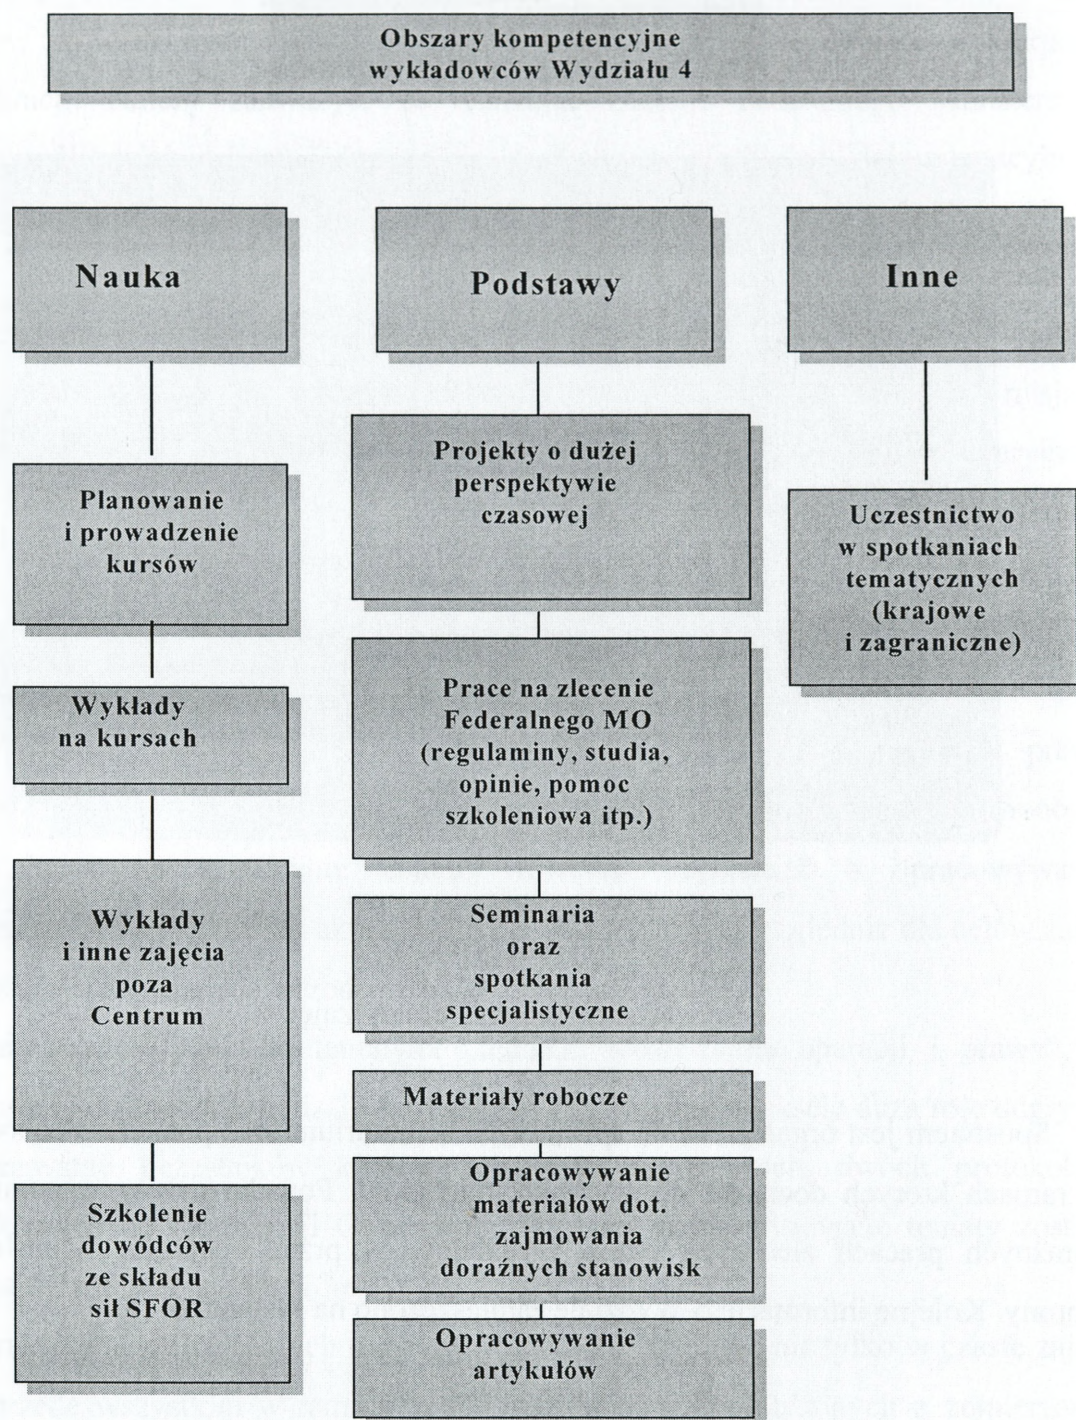 Obszary kompetencyjne
wykładowców Wydziału 4
Nauka
Planowanie
i prowadzenie
kursów
Wykłady
na kursach
Wykłady
i inne zajęcia
poza
Centrum
Szkolenie
dowódców
ze składu
sił SFOR
Podstawy
Projekty o dużej
perspektywie
czasowej
Prace na zlecenie
Federalnego MO
(regulaminy, studia,
opinie, pomoc
szkoleniowa itp.)
Seminaria
oraz
spotkania
specjalistyczne
Materiały robocze
Opracowywanie
materiałów dot.
zajmowania
doraźnych stanowisk
Opracowywanie
artykułów
Inne
Uczestnictwo
w spotkaniach
tematycznych
(krajowe
i zagraniczne)